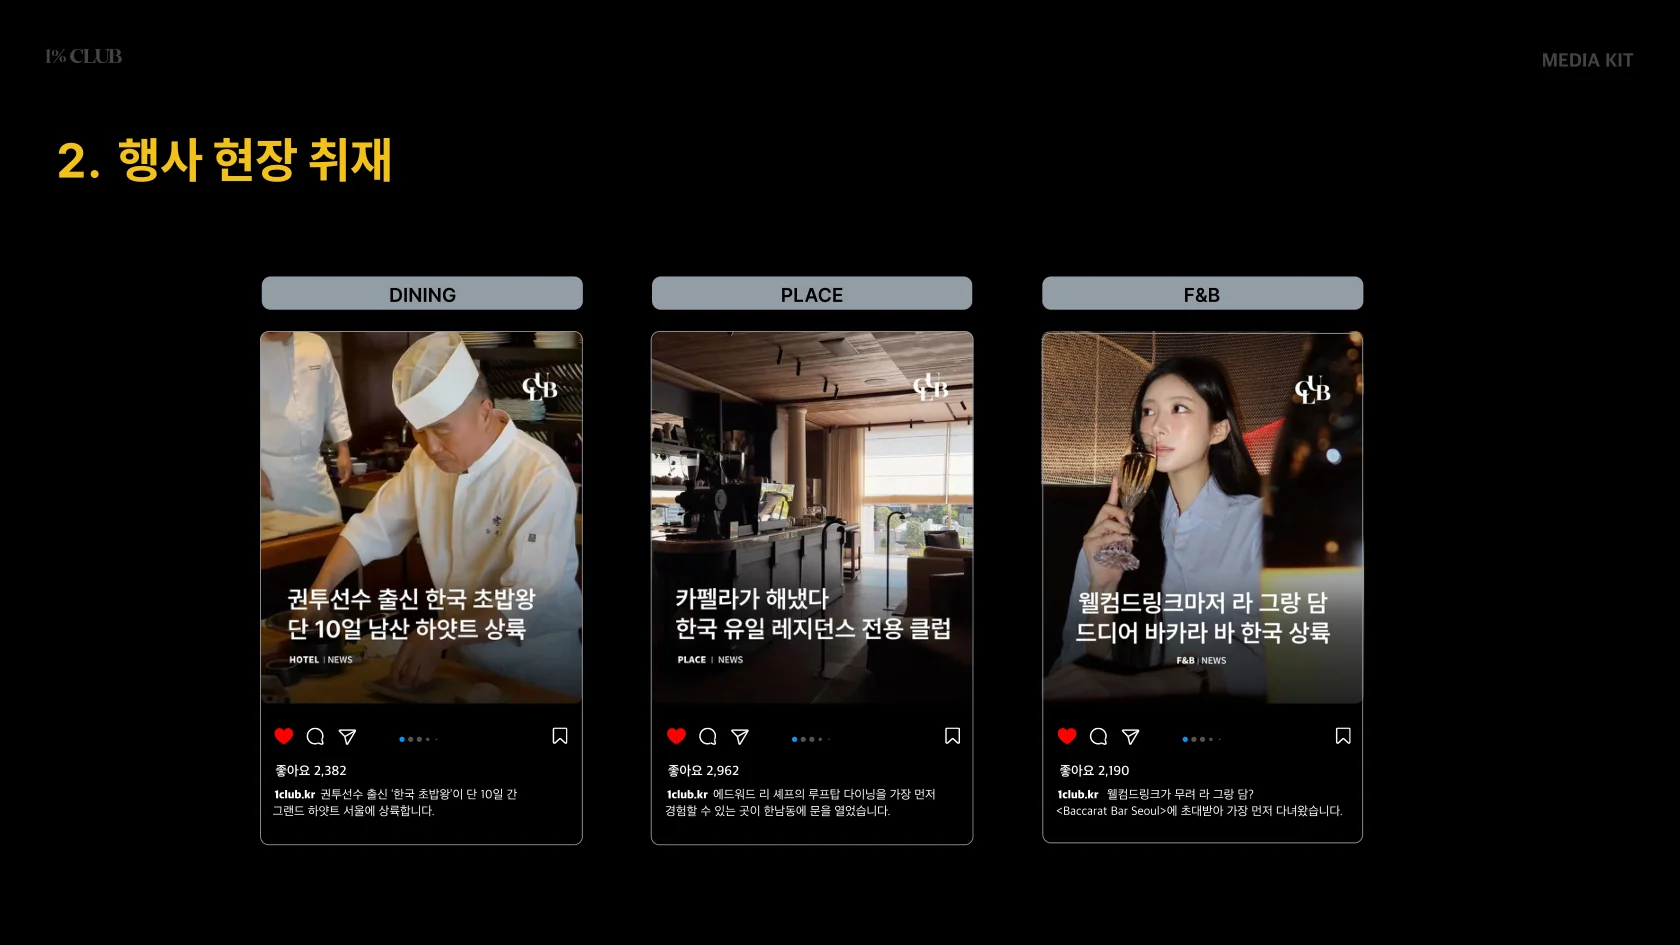 1% CLUB
MEDIA KIT
2. 행사 현장 취재
DINING
CLUB
권투선수 출신 한국 초밥왕
단 10일 남산 하얏트 상륙
HOTEL | NEWS
좋아요 2,382
1club.kr 권투선수 출신 '한국 초밥왕'이 단 10일 간
그랜드 하얏트 서울에 상륙합니다.
PLACE
CLUB
카펠라가 해냈다
한국 유일 레지던스 전용 클럽
PLACE | NEWS
좋아요 2,962
1club.kr 에드워드 리 셰프의 루프탑 다이닝을 가장 먼저
경험할 수 있는 곳이 한남동에 문을 열었습니다.
F&B
CLUB
웰컴드링크마저 라 그랑 담
드디어 바카라 바 한국 상륙
F&B | NEWS
좋아요 2,190
1club.kr 웰컴드링크가 무려 라 그랑 담?
<Baccarat Bar Seoul>에 초대받아 가장 먼저 다녀왔습니다.